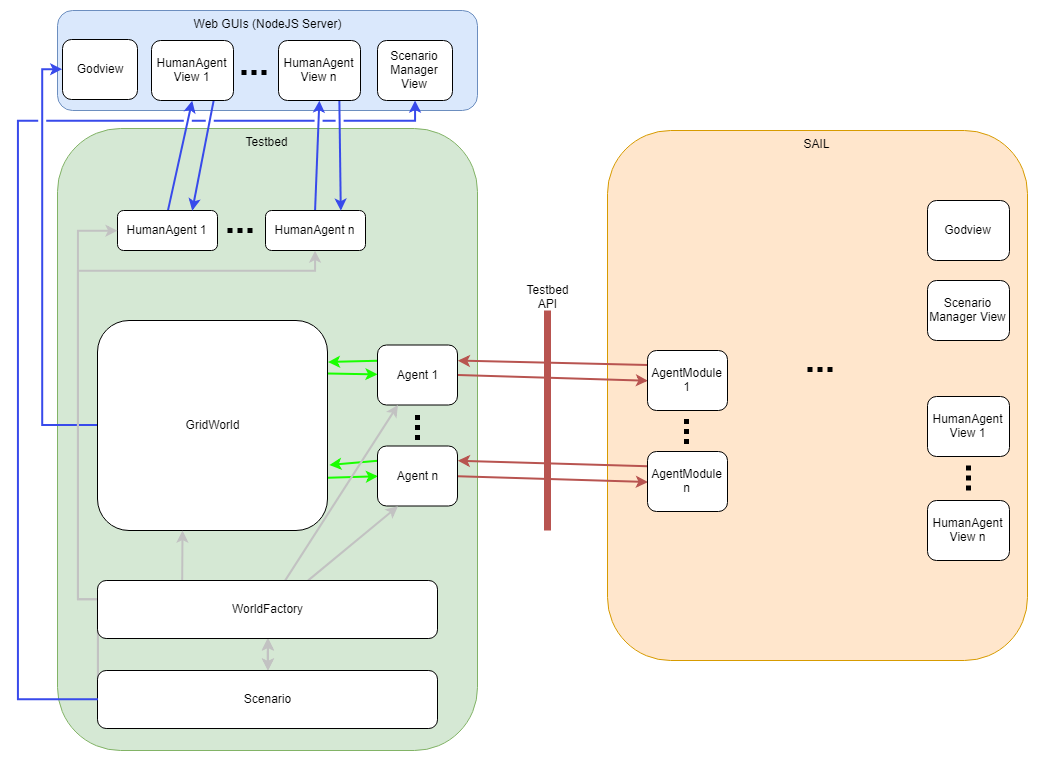 Web GUIs (NodeJS Server)
Godview
HumanAgent
View 1
HumanAgent
View n
Scenario
Manager
View
Testbed
HumanAgent 1
HumanAgent n
GridWorld
Agent 1
Agent n
WorldFactory
Scenario
Testbed
API
SAIL
AgentModule
1
AgentModule
n
Godview
Scenario
Manager View
HumanAgent
View 1
HumanAgent
View n